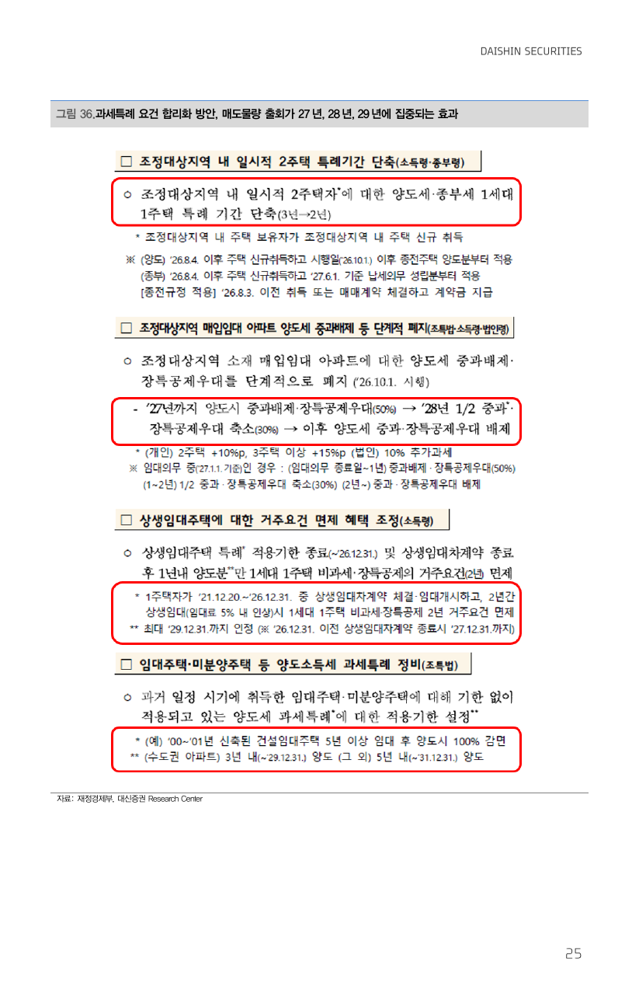 DAISHIN SECURITIES
그림 36.과세특례 요건 합리화 방안, 매도물량 출회가 27년, 28년, 29년에 집중되는 효과
□ 조정대상지역 내 일시적 2주택 특례기간 단축(소득령·종부령)
ㅇ 조정대상지역 내 일시적 2주택자*에 대한 양도세·종부세 1세대
1주택 특례 기간 단축(3년→2년)
* 조정대상지역 내 주택 보유자가 조정대상지역 내 주택 신규 취득
※ (양도) '26.8.4. 이후 주택 신규취득하고 시행일('26.10.1.) 이후 종전주택 양도분부터 적용
(종부) '26.8.4. 이후 주택 신규취득하고 '27.6.1. 기준 납세의무 성립분부터 적용
[종전규정 적용] '26.8.3. 이전 취득 또는 매매계약 체결하고 계약금 지급
□ 조정대상지역 매입임대 아파트 양도세 중과배제 등 단계적 폐지(조특법·소득령·법인령)
ㅇ 조정대상지역 소재 매입임대 아파트에 대한 양도세 중과배제·
장특공제우대를 단계적으로 폐지 ('26.10.1. 시행)
- '27년까지 양도시 중과배제·장특공제우대(50%) → '28년 1/2 중과*·
장특공제우대 축소(30%) → 이후 양도세 중과·장특공제우대 배제
* (개인) 2주택 +10%p, 3주택 이상 +15%p (법인) 10% 추가과세
※ 임대의무 중('27.1.1. 기준)인 경우 : (임대의무 종료일~1년) 중과배제·장특공제우대(50%)
(1~2년) 1/2 중과·장특공제우대 축소(30%) (2년~) 중과·장특공제우대 배제
□ 상생임대주택에 대한 거주요건 면제 혜택 조정(소득령)
ㅇ 상생임대주택 특례* 적용기한 종료(~'26.12.31.) 및 상생임대차계약 종료
후 1년내 양도분**만 1세대 1주택 비과세·장특공제의 거주요건(2년) 면제
* 1주택자가 '21.12.20.~'26.12.31. 중 상생임대차계약 체결·임대개시하고, 2년간
상생임대(임대료 5% 내 인상)시 1세대 1주택 비과세·장특공제 2년 거주요건 면제
** 최대 '29.12.31.까지 인정 (※ '26.12.31. 이전 상생임대차계약 종료시 '27.12.31.까지)
□ 임대주택·미분양주택 등 양도소득세 과세특례 정비(조특법)
ㅇ 과거 일정 시기에 취득한 임대주택·미분양주택에 대해 기한 없이
적용되고 있는 양도세 과세특례*에 대한 적용기한 설정**
* (예) '00~'01년 신축된 건설임대주택 5년 이상 임대 후 양도시 100% 감면
** (수도권 아파트) 3년 내(~'29.12.31.) 양도 (그 외) 5년 내(~'31.12.31.) 양도
자료: 재정경제부, 대신증권 Research Center
25